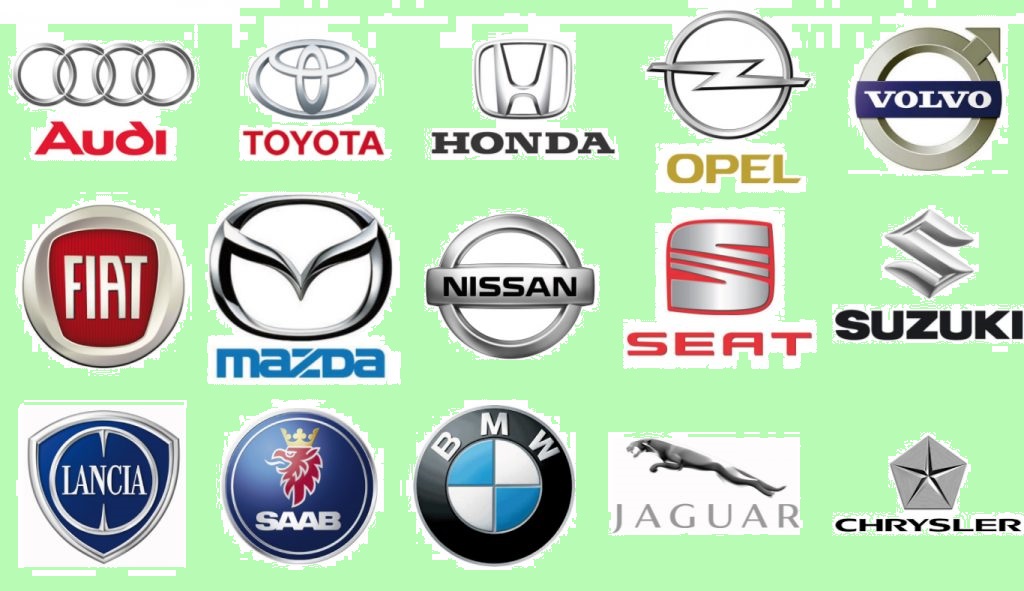 Audi
TOYOTA
HONDA
OPEL
VOLVO
FIAT
mazda
NISSAN
SEAT
SUZUKI
LANCIA
SAAB
BMW
JAGUAR
CHRYSLER